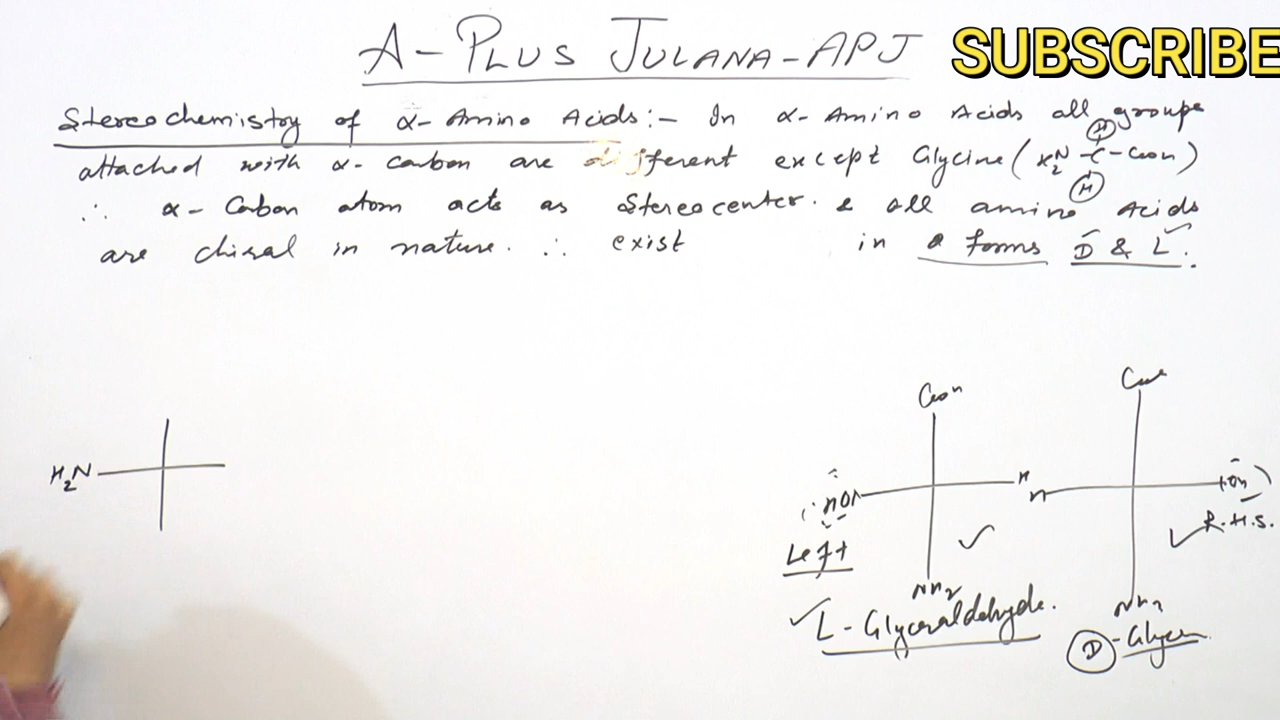 A-PLUS JULANA-APJ
SUBSCRIBE
Stereochemistry of α-Amino Acids:- In α-Amino Acids all groups
attached with α-carbon are different except Glycine (H₂N-C-COOH)
H
H
∴ α-Carbon atom acts as Stereocenter. & all amino Acids
are chiral in nature. ∴ exist in 2 forms D & L.
H₂N
COOH
HO
H
NH₂
Left
L-Glyceraldehyde.
H
OH
R.H.S.
NH₂
D-Glycer